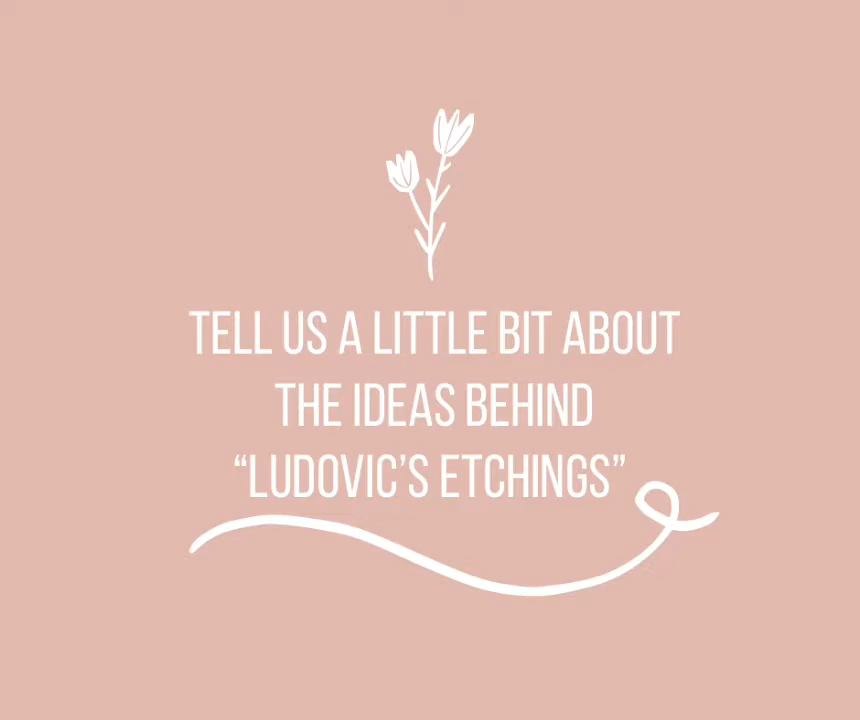 TELL US A LITTLE BIT ABOUT
THE IDEAS BEHIND
“LUDOVIC’S ETCHINGS”